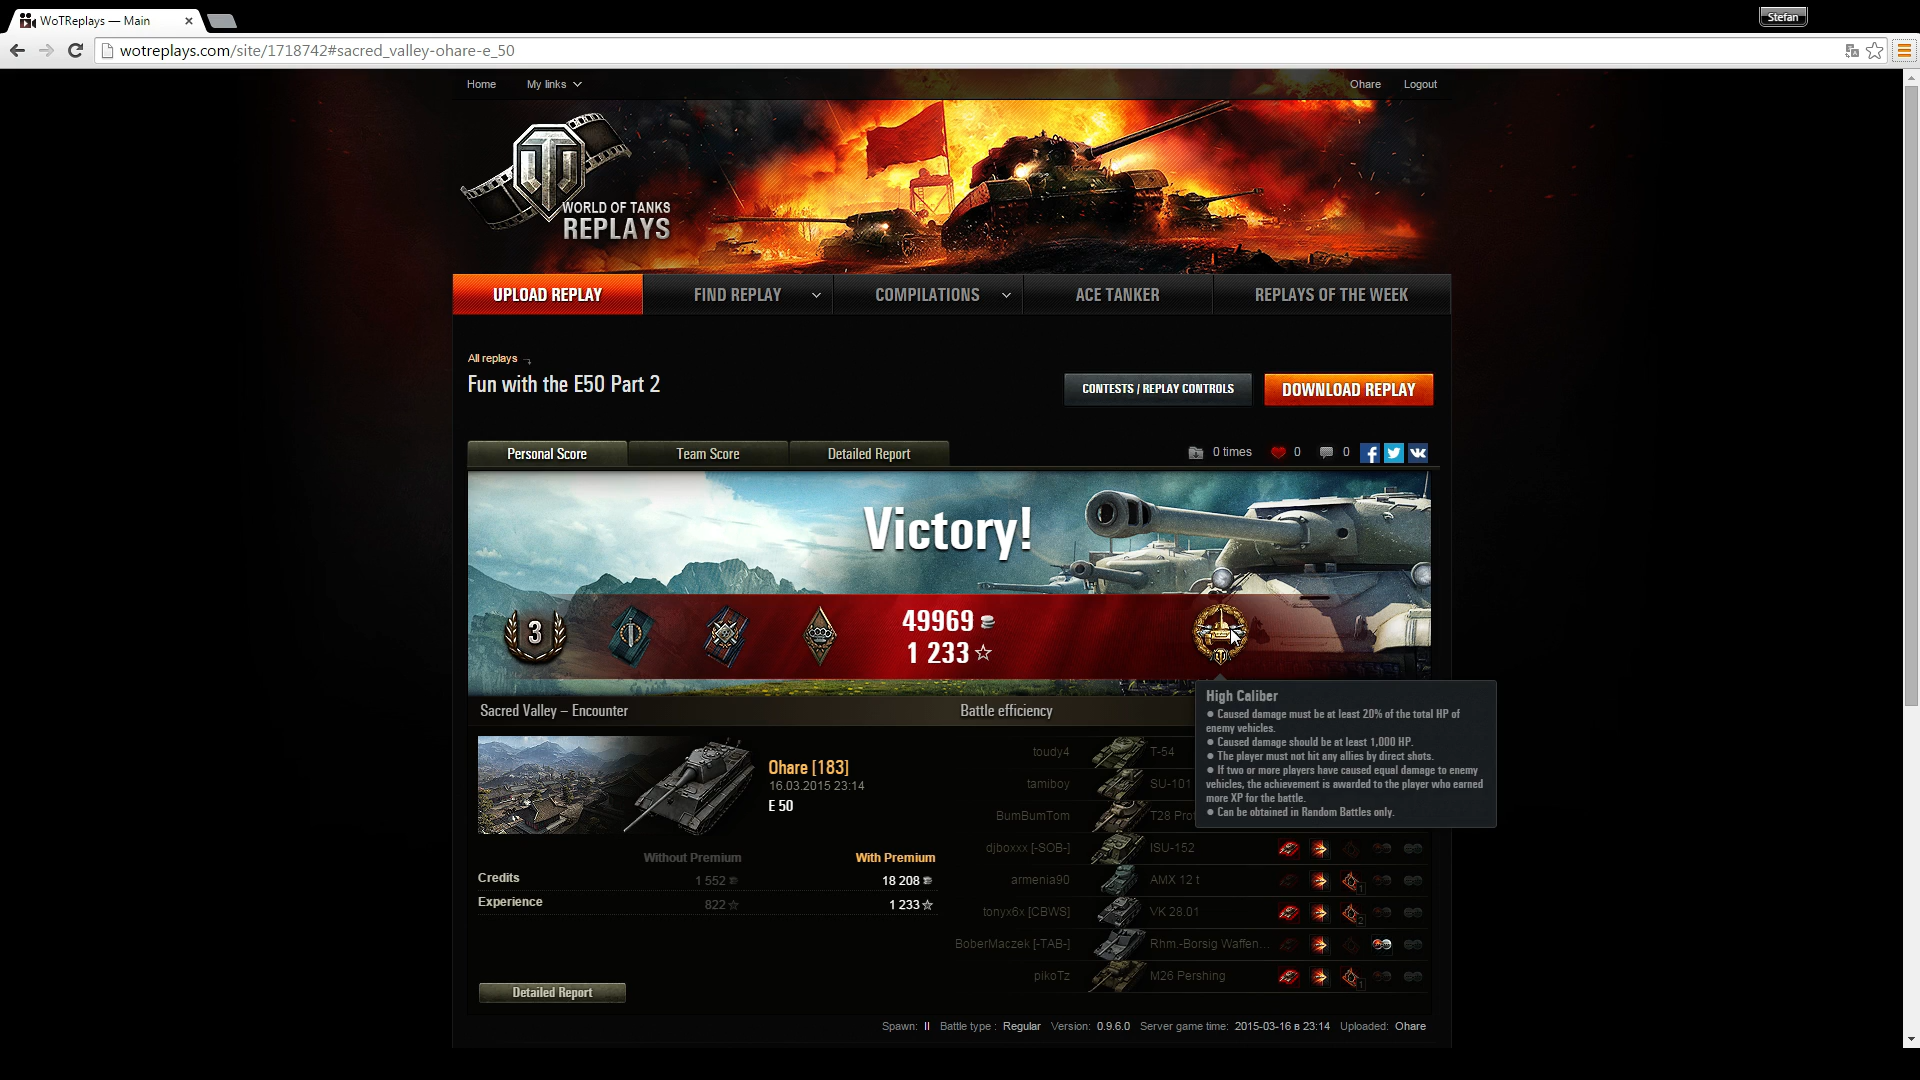 WoTReplays — Main
Stefan
wotreplays.com/site/1718742#sacred_valley-ohare-e_50
Home
My links
Ohare
Logout
WORLD OF TANKS
REPLAYS
UPLOAD REPLAY
FIND REPLAY
COMPILATIONS
ACE TANKER
REPLAYS OF THE WEEK
All replays
Fun with the E50 Part 2
CONTESTS / REPLAY CONTROLS
DOWNLOAD REPLAY
Personal Score
Team Score
Detailed Report
0 times
0
0
Victory!
3
49969
1 233
Sacred Valley – Encounter
Battle efficiency
High Caliber
● Caused damage must be at least 20% of the total HP of
enemy vehicles.
● Caused damage should be at least 1,000 HP.
● The player must not hit any allies by direct shots.
● If two or more players have caused equal damage to enemy
vehicles, the achievement is awarded to the player who earned
more XP for the battle.
● Can be obtained in Random Battles only.
Ohare [183]
16.03.2015 23:14
E 50
Without Premium
With Premium
Credits
1 552
18 208
Experience
822
1 233
Detailed Report
toudy4 T-54
tamiboy SU-101
BumBumTom T28 Prot
djboxxx [-SOB-] ISU-152
armenia90 AMX 12 t 1
tonyx6x [CBWS] VK 28.01 2
BoberMaczek [-TAB-] Rhm.-Borsig Waffen...
pikoTz M26 Pershing 1
Spawn: II Battle type : Regular Version: 0.9.6.0 Server game time: 2015-03-16 в 23:14 Uploaded: Ohare